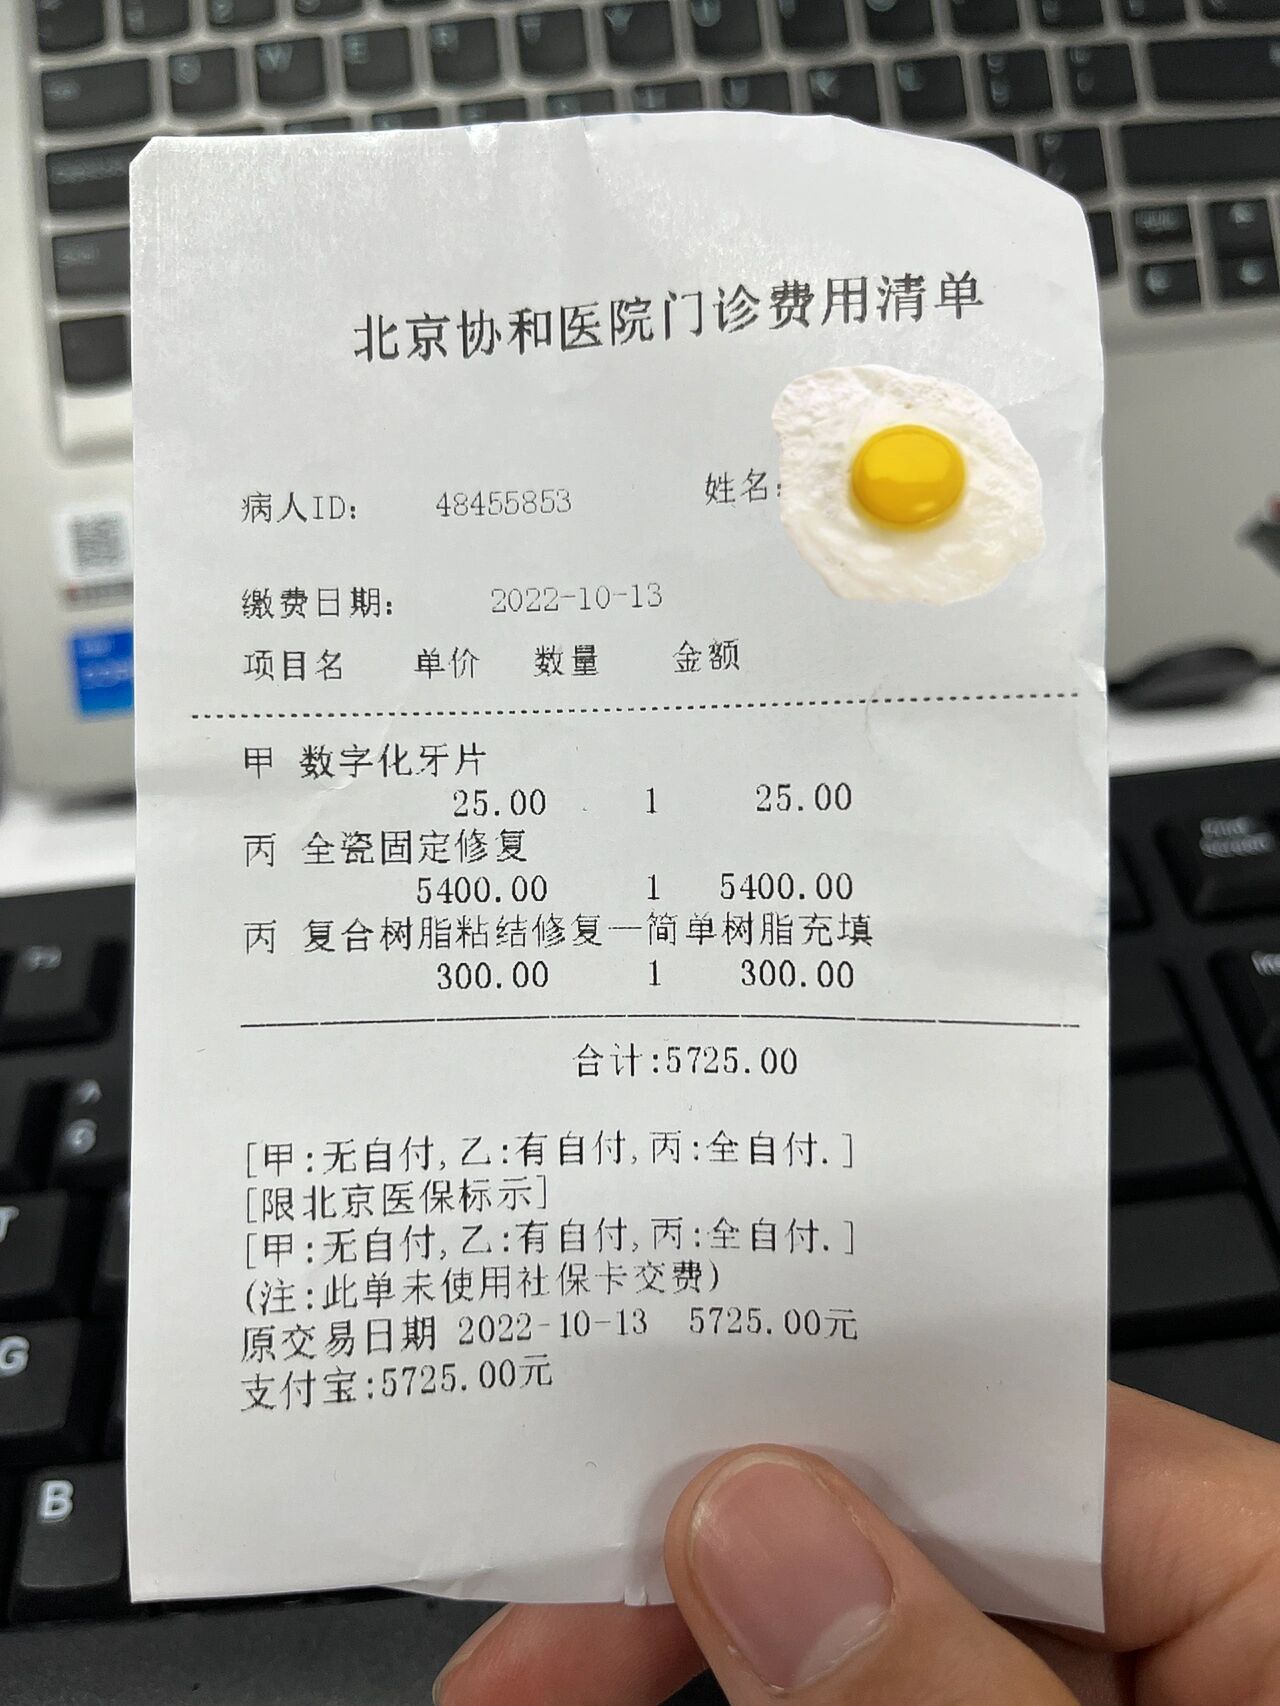 北京协和医院门诊费用清单
病人ID: 48455853 姓名:
缴费日期: 2022-10-13
项目名 单价 数量 金额
甲 数字化牙片
25.00 1 25.00
丙 全瓷固定修复
5400.00 1 5400.00
丙 复合树脂粘结修复—简单树脂充填
300.00 1 300.00
合计:5725.00
[甲:无自付,乙:有自付,丙:全自付.]
[限北京医保标示]
[甲:无自付,乙:有自付,丙:全自付.]
(注:此单未使用社保卡交费)
原交易日期 2022-10-13 5725.00元
支付宝:5725.00元
G
B